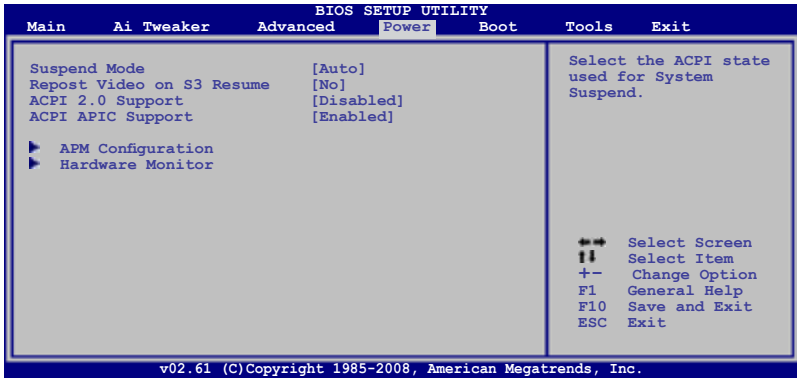 BIOS SETUP UTILITY
Main Ai Tweaker Advanced Power Boot Tools Exit
Suspend Mode [Auto]
Repost Video on S3 Resume [No]
ACPI 2.0 Support [Disabled]
ACPI APIC Support [Enabled]
APM Configuration
Hardware Monitor
Select the ACPI state
used for System
Suspend.
Select Screen
Select Item
+- Change Option
F1 General Help
F10 Save and Exit
ESC Exit
v02.61 (C)Copyright 1985-2008, American Megatrends, Inc.